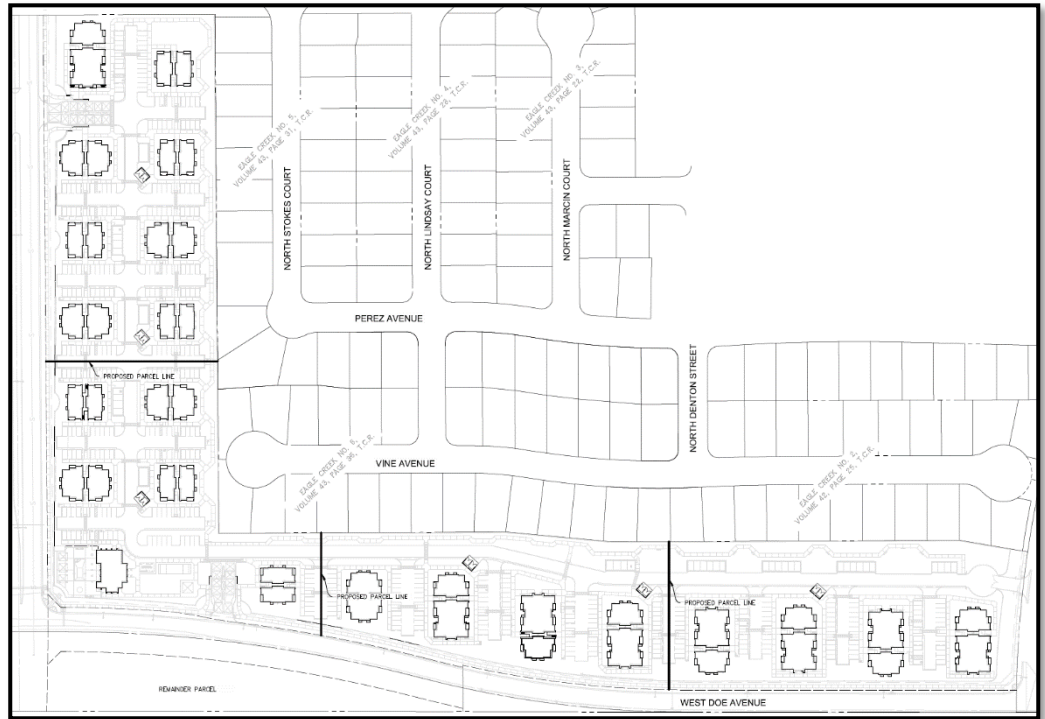 EAGLE CREEK NO. 5,
VOLUME 43, PAGE 31, T.C.R.
EAGLE CREEK NO. 4,
VOLUME 43, PAGE 28, T.C.R.
EAGLE CREEK NO. 3,
VOLUME 43, PAGE 22, T.C.R.
NORTH STOKES COURT
NORTH LINDSAY COURT
NORTH MARCIN COURT
PEREZ AVENUE
NORTH DENTON STREET
PROPOSED PARCEL LINE
VINE AVENUE
EAGLE CREEK NO. 6,
VOLUME 43, PAGE 36, T.C.R.
EAGLE CREEK NO. 2,
VOLUME 42, PAGE 25, T.C.R.
PROPOSED PARCEL LINE
PROPOSED PARCEL LINE
REMAINDER PARCEL
WEST DOE AVENUE